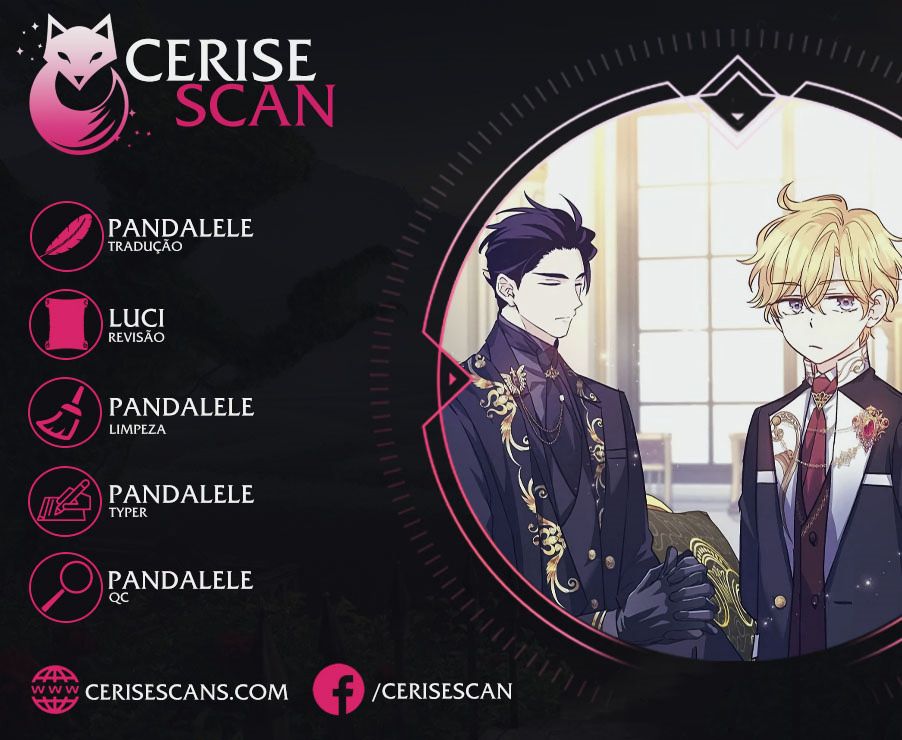 CERISE
SCAN
PANDALELE
TRADUÇÃO
LUCI
REVISÃO
PANDALELE
LIMPEZA
PANDALELE
TYPER
PANDALELE
QC
WWW
CERISESCANS.COM
/CERISESCAN